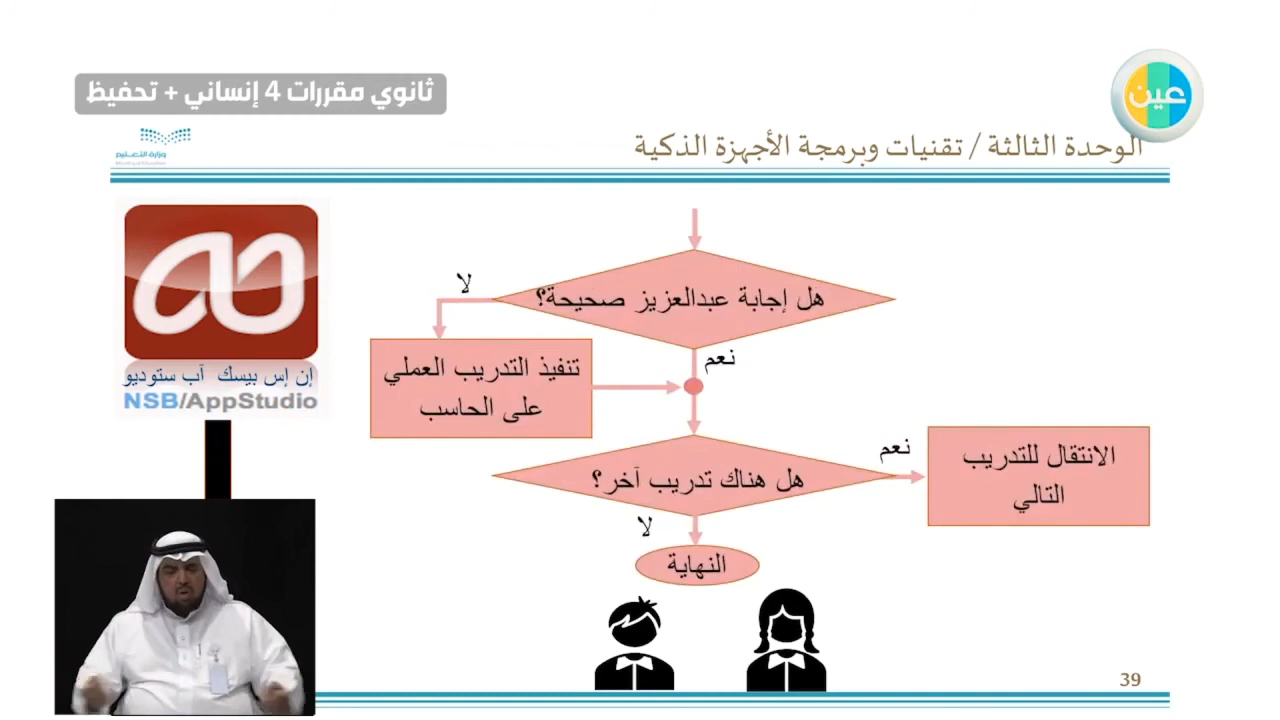 ثانوي مقررات 4 إنساني + تحفيظ
عين
وزارة التعليم
الوحدة الثالثة / تقنيات وبرمجة الأجهزة الذكية
هل إجابة عبدالعزيز صحيحة؟
لا
نعم
تنفيذ التدريب العملي
على الحاسب
هل هناك تدريب آخر؟
نعم
الانتقال للتدريب
التالي
لا
النهاية
إن إس بيسك آب ستوديو
NSB/AppStudio
39